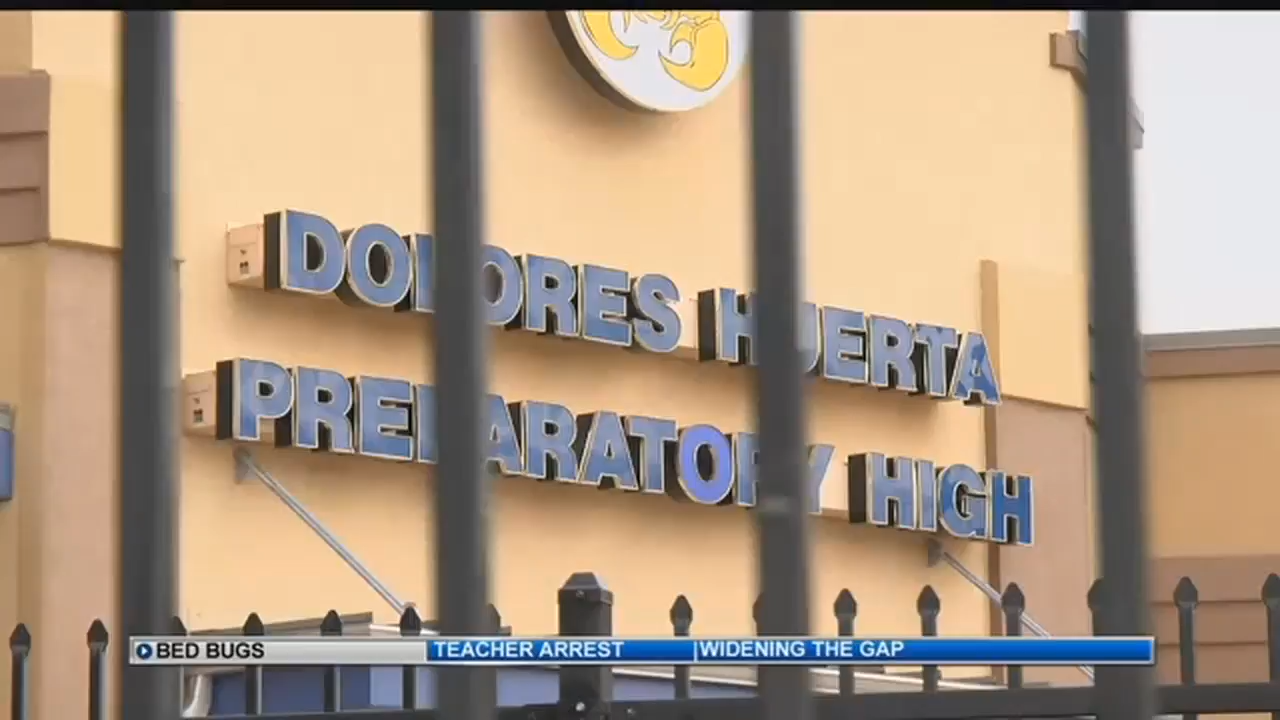 DOLORES HUERTA
PREPARATORY HIGH
BED BUGS TEACHER ARREST WIDENING THE GAP